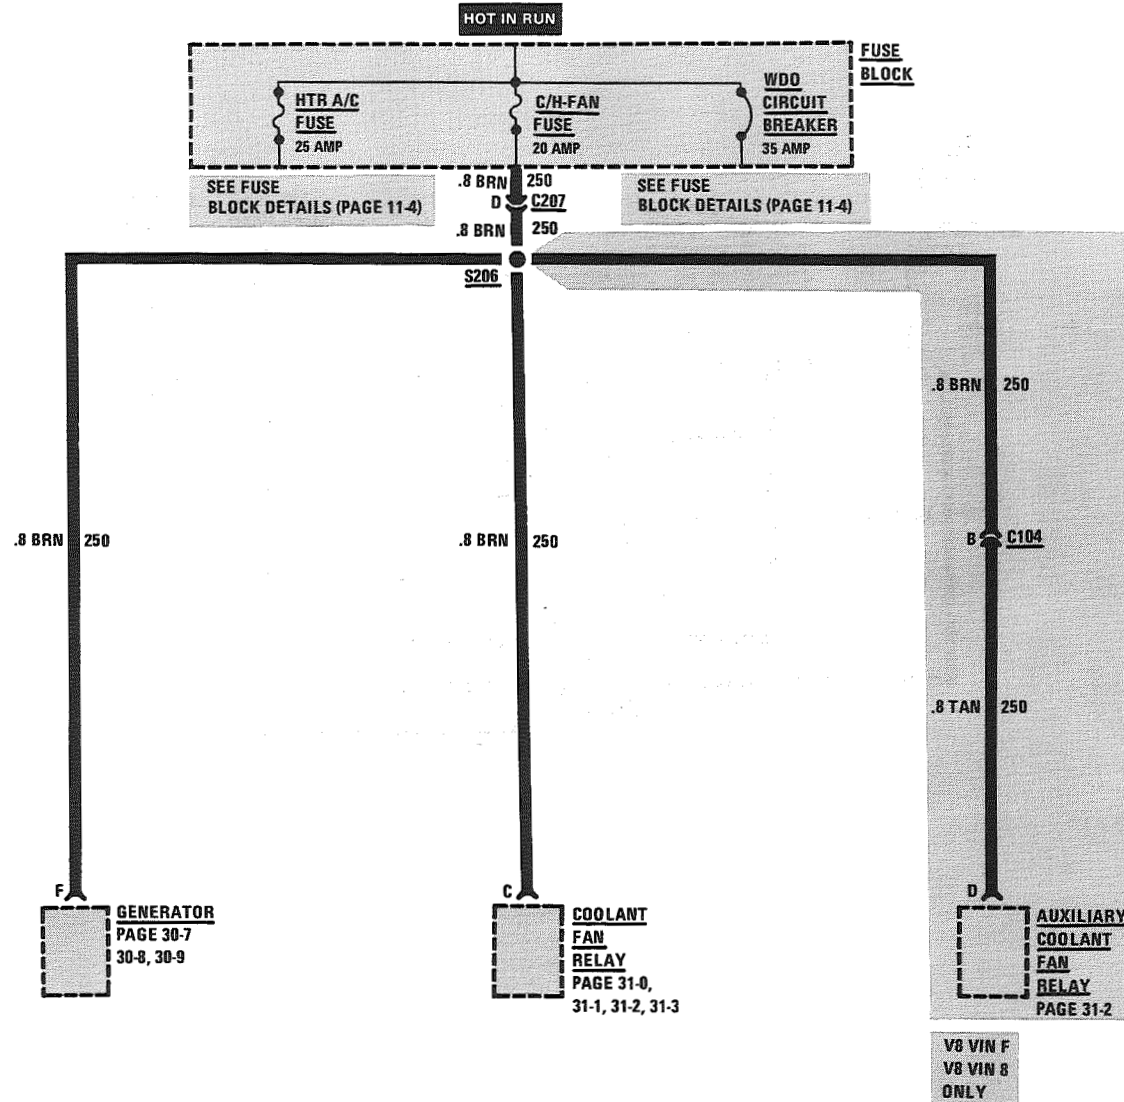 HOT IN RUN
FUSE
BLOCK
HTR A/C
FUSE
25 AMP
C/H-FAN
FUSE
20 AMP
WDO
CIRCUIT
BREAKER
35 AMP
SEE FUSE
BLOCK DETAILS (PAGE 11-4)
.8 BRN 250
D C207
.8 BRN 250
SEE FUSE
BLOCK DETAILS (PAGE 11-4)
S206
.8 BRN 250
B C104
.8 BRN 250
.8 BRN 250
.8 TAN 250
F
GENERATOR
PAGE 30-7
30-8, 30-9
C
COOLANT
FAN
RELAY
PAGE 31-0,
31-1, 31-2, 31-3
D
AUXILIARY
COOLANT
FAN
RELAY
PAGE 31-2
V8 VIN F
V8 VIN 8
ONLY